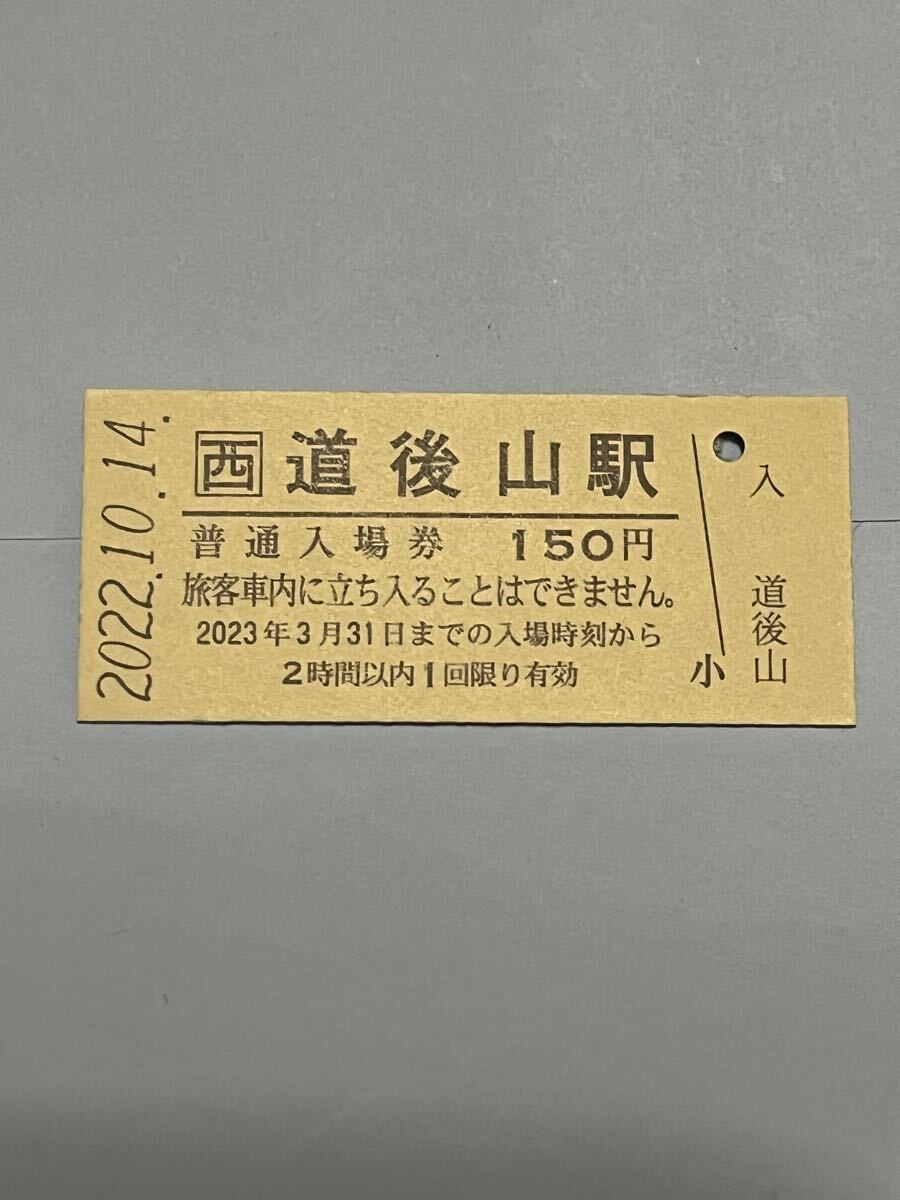 2022.10.14.
西 道後山駅
普通入場券 150円
旅客車内に立ち入ることはできません。
2023年3月31日までの入場時刻から
2時間以内1回限り有効
入
道後山
小